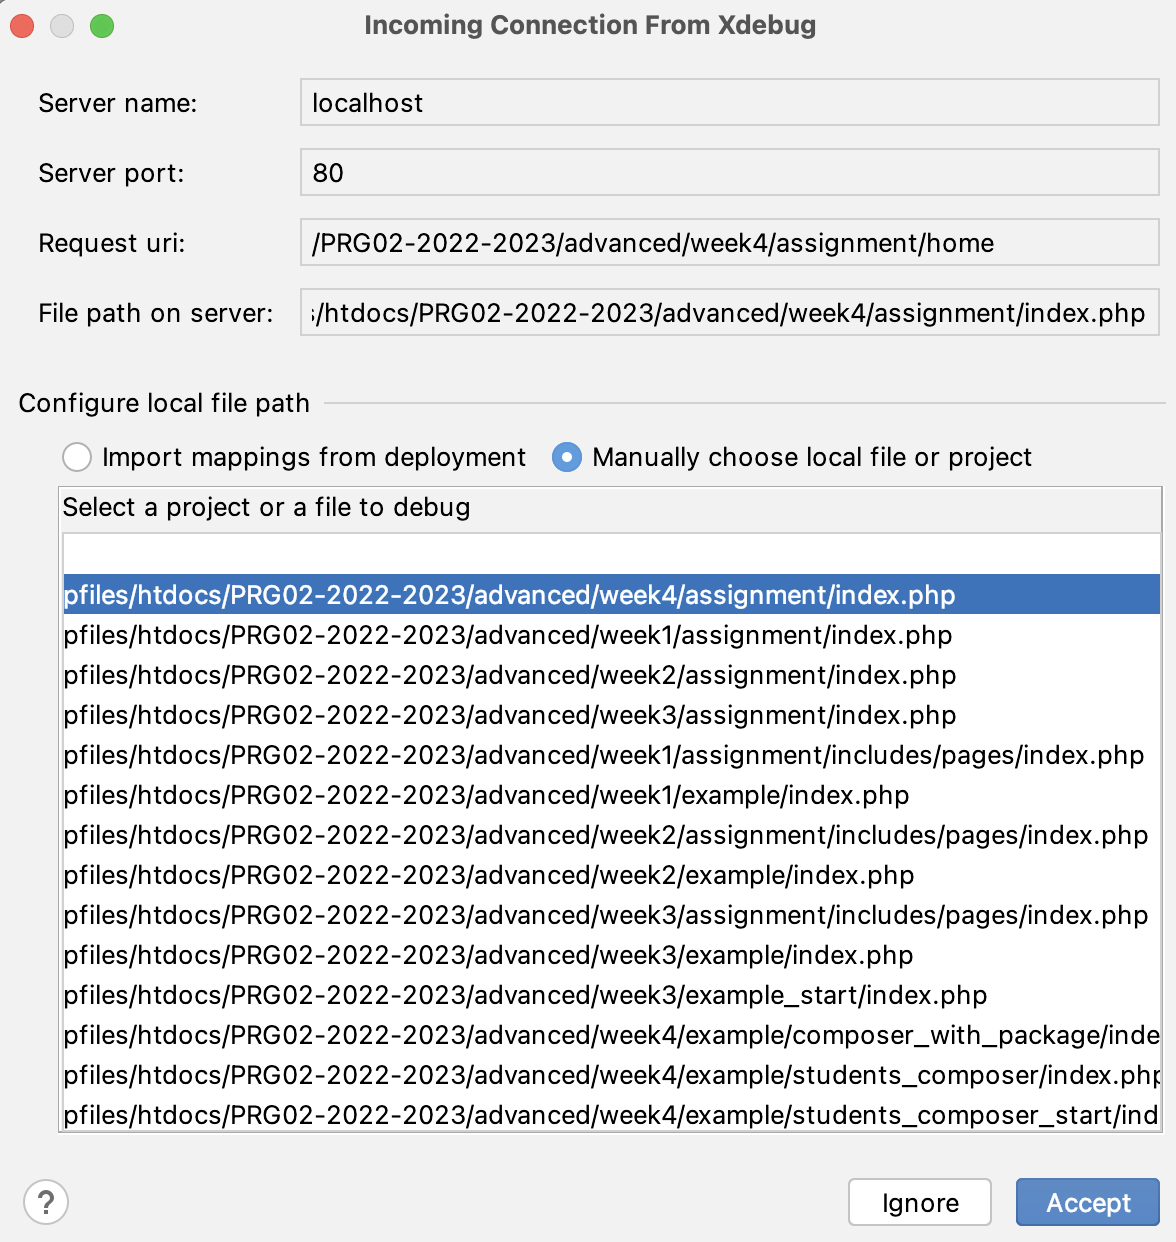 Incoming Connection From Xdebug
Server name: localhost
Server port: 80
Request uri: /PRG02-2022-2023/advanced/week4/assignment/home
File path on server: s/htdocs/PRG02-2022-2023/advanced/week4/assignment/index.php
Configure local file path
Import mappings from deployment Manually choose local file or project
Select a project or a file to debug
pfiles/htdocs/PRG02-2022-2023/advanced/week4/assignment/index.php
pfiles/htdocs/PRG02-2022-2023/advanced/week1/assignment/index.php
pfiles/htdocs/PRG02-2022-2023/advanced/week2/assignment/index.php
pfiles/htdocs/PRG02-2022-2023/advanced/week3/assignment/index.php
pfiles/htdocs/PRG02-2022-2023/advanced/week1/assignment/includes/pages/index.php
pfiles/htdocs/PRG02-2022-2023/advanced/week1/example/index.php
pfiles/htdocs/PRG02-2022-2023/advanced/week2/assignment/includes/pages/index.php
pfiles/htdocs/PRG02-2022-2023/advanced/week2/example/index.php
pfiles/htdocs/PRG02-2022-2023/advanced/week3/assignment/includes/pages/index.php
pfiles/htdocs/PRG02-2022-2023/advanced/week3/example/index.php
pfiles/htdocs/PRG02-2022-2023/advanced/week3/example_start/index.php
pfiles/htdocs/PRG02-2022-2023/advanced/week4/example/composer_with_package/inde
pfiles/htdocs/PRG02-2022-2023/advanced/week4/example/students_composer/index.php
pfiles/htdocs/PRG02-2022-2023/advanced/week4/example/students_composer_start/ind
? Ignore Accept